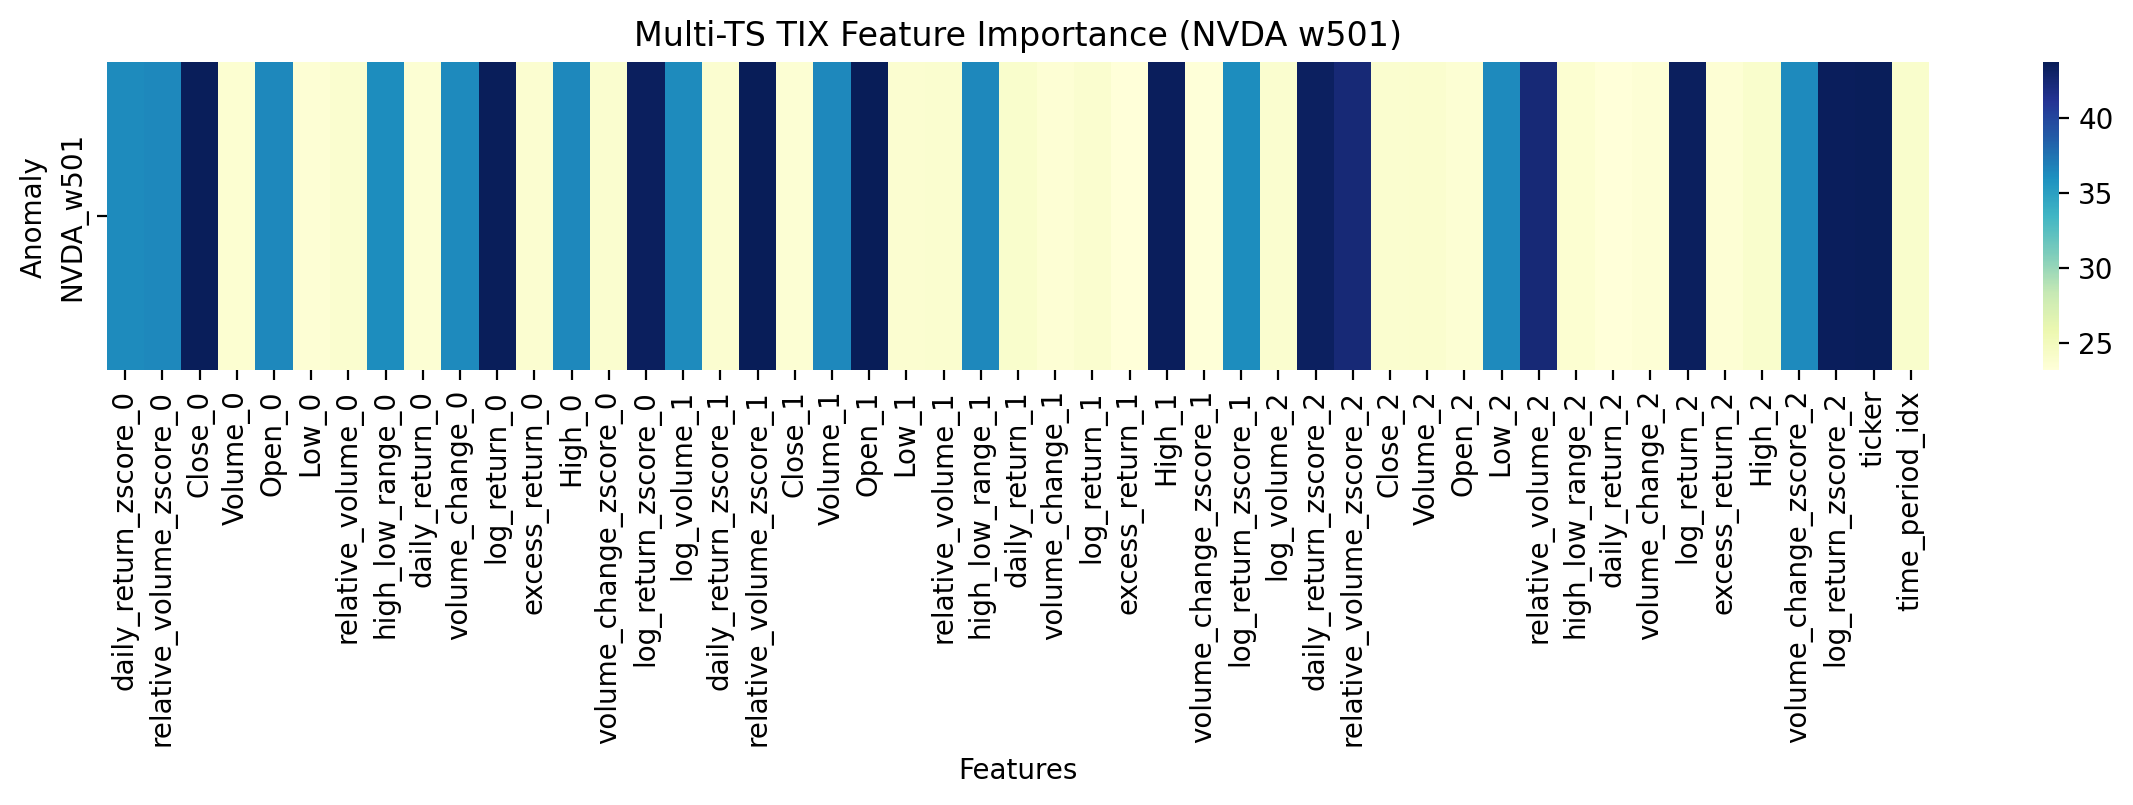 Multi-TS TIX Feature Importance (NVDA w501)
Anomaly
NVDA_w501
40
35
30
25
daily_return_zscore_0
relative_volume_zscore_0
Close_0
Volume_0
Open_0
Low_0
relative_volume_0
high_low_range_0
daily_return_0
volume_change_0
log_return_0
excess_return_0
High_0
volume_change_zscore_0
log_return_zscore_0
log_volume_1
daily_return_zscore_1
relative_volume_zscore_1
Close_1
Volume_1
Open_1
Low_1
relative_volume_1
high_low_range_1
daily_return_1
volume_change_1
log_return_1
excess_return_1
High_1
volume_change_zscore_1
log_return_zscore_1
log_volume_2
daily_return_zscore_2
relative_volume_zscore_2
Close_2
Volume_2
Open_2
Low_2
relative_volume_2
high_low_range_2
daily_return_2
volume_change_2
log_return_2
excess_return_2
High_2
volume_change_zscore_2
log_return_zscore_2
ticker
time_period_idx
Features